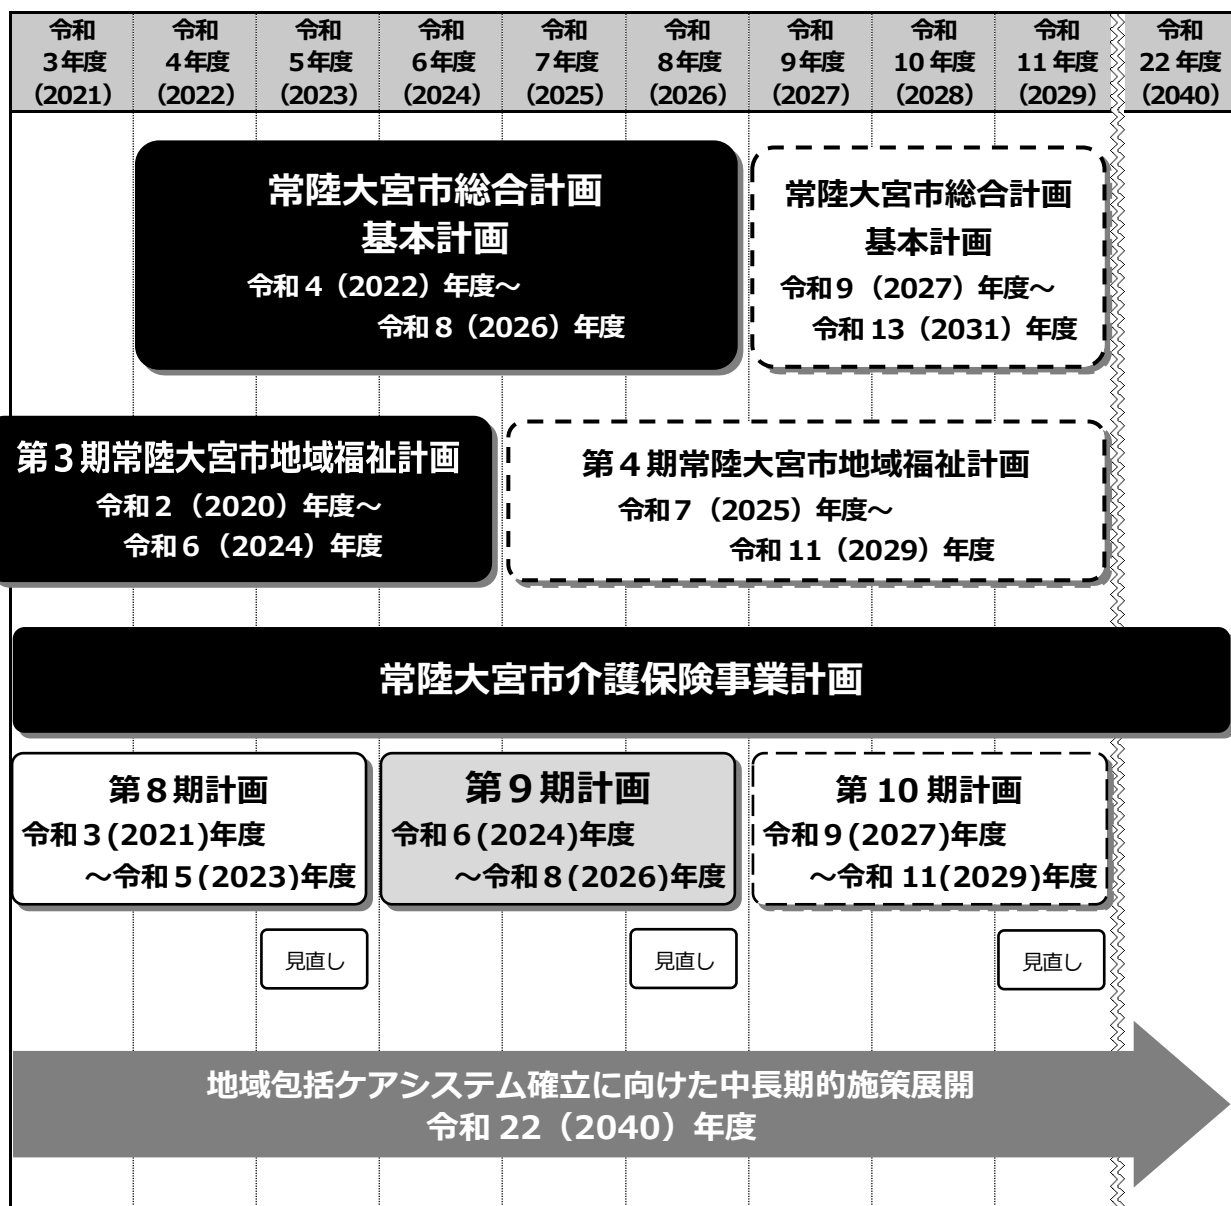 令和 令和 令和 令和 令和 令和 令和 令和 令和 令和
3年度 4年度 5年度 6年度 7年度 8年度 9年度 10年度 11年度 22年度
(2021) (2022) (2023) (2024) (2025) (2026) (2027) (2028) (2029) (2040)
常陸大宮市総合計画
基本計画
令和4（2022）年度～
令和8（2026）年度
常陸大宮市総合計画
基本計画
令和9（2027）年度～
令和13（2031）年度
第3期常陸大宮市地域福祉計画
令和2（2020）年度～
令和6（2024）年度
第4期常陸大宮市地域福祉計画
令和7（2025）年度～
令和11（2029）年度
常陸大宮市介護保険事業計画
第8期計画
令和3(2021)年度
～令和5(2023)年度
第9期計画
令和6(2024)年度
～令和8(2026)年度
第10期計画
令和9(2027)年度
～令和11(2029)年度
見直し
見直し
見直し
地域包括ケアシステム確立に向けた中長期的施策展開
令和22（2040）年度